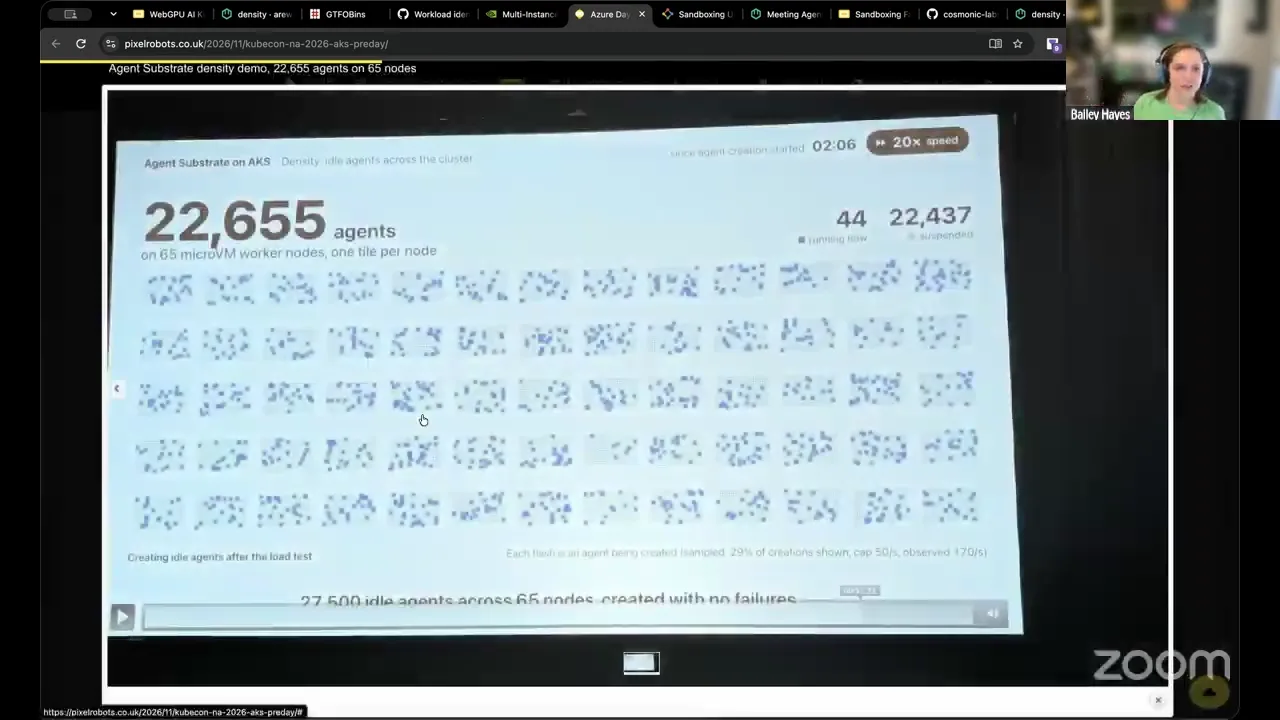 WebGPU AI K
density - arew
GTFOBins
Workload ide
Multi-Instanc
Azure Day
Sandboxing U
Meeting Agen
Sandboxing F
cosmonic-lab
density -
pixelrobots.co.uk/2026/11/kubecon-na-2026-aks-preday/
9
Agent Substrate density demo, 22,655 agents on 65 nodes
Bailey Hayes
Agent Substrate on AKS Density: idle agents across the cluster
since agent creation started 02:06 20x speed
22,655 agents
on 65 microVM worker nodes, one tile per node
44 running now
22,437 suspended
Creating idle agents after the load test
Each flash is an agent being created (sampled: 29% of creations shown, cap 50/s, observed 170/s)
27,500 idle agents across 65 nodes, created with no failures
zoom
https://pixelrobots.co.uk/2026/11/kubecon-na-2026-aks-preday/#